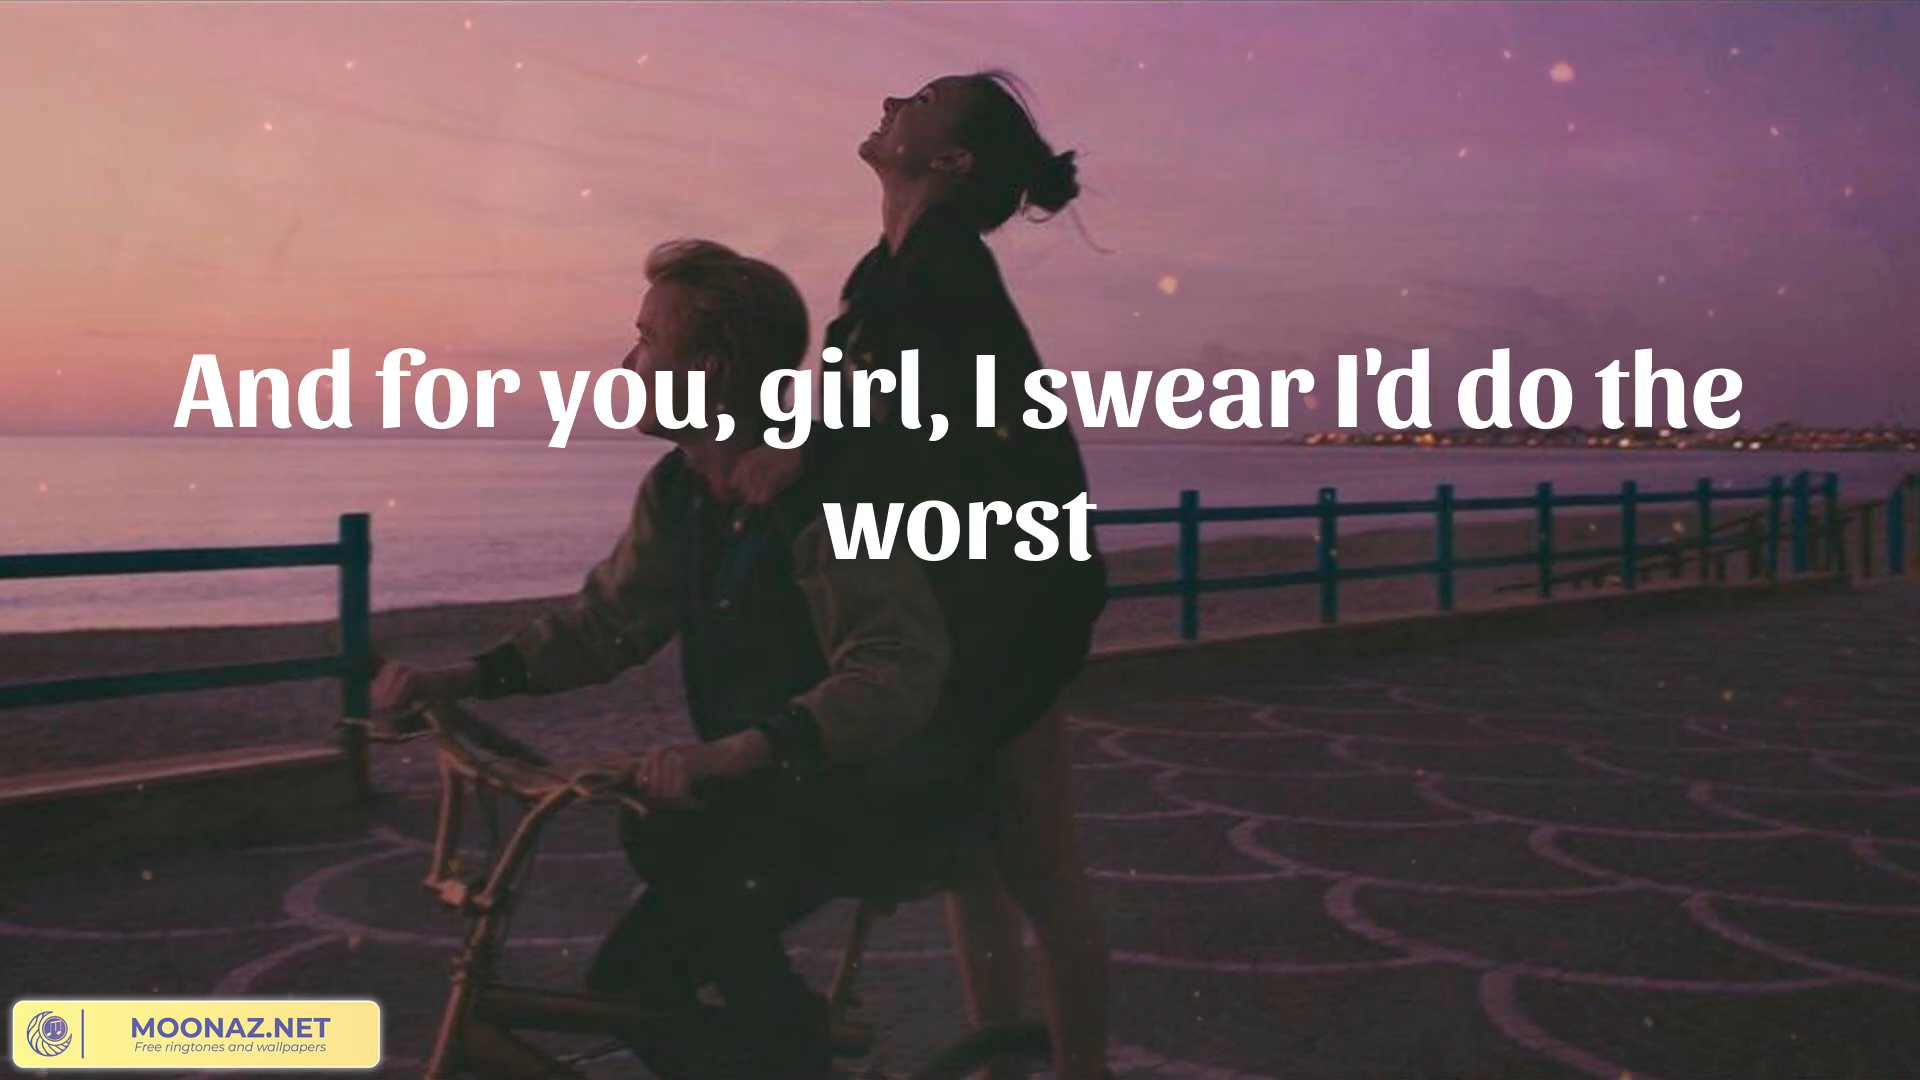 And for you, girl, I swear I’d do the
worst
MOONAZ.NET
Free ringtones and wallpapers